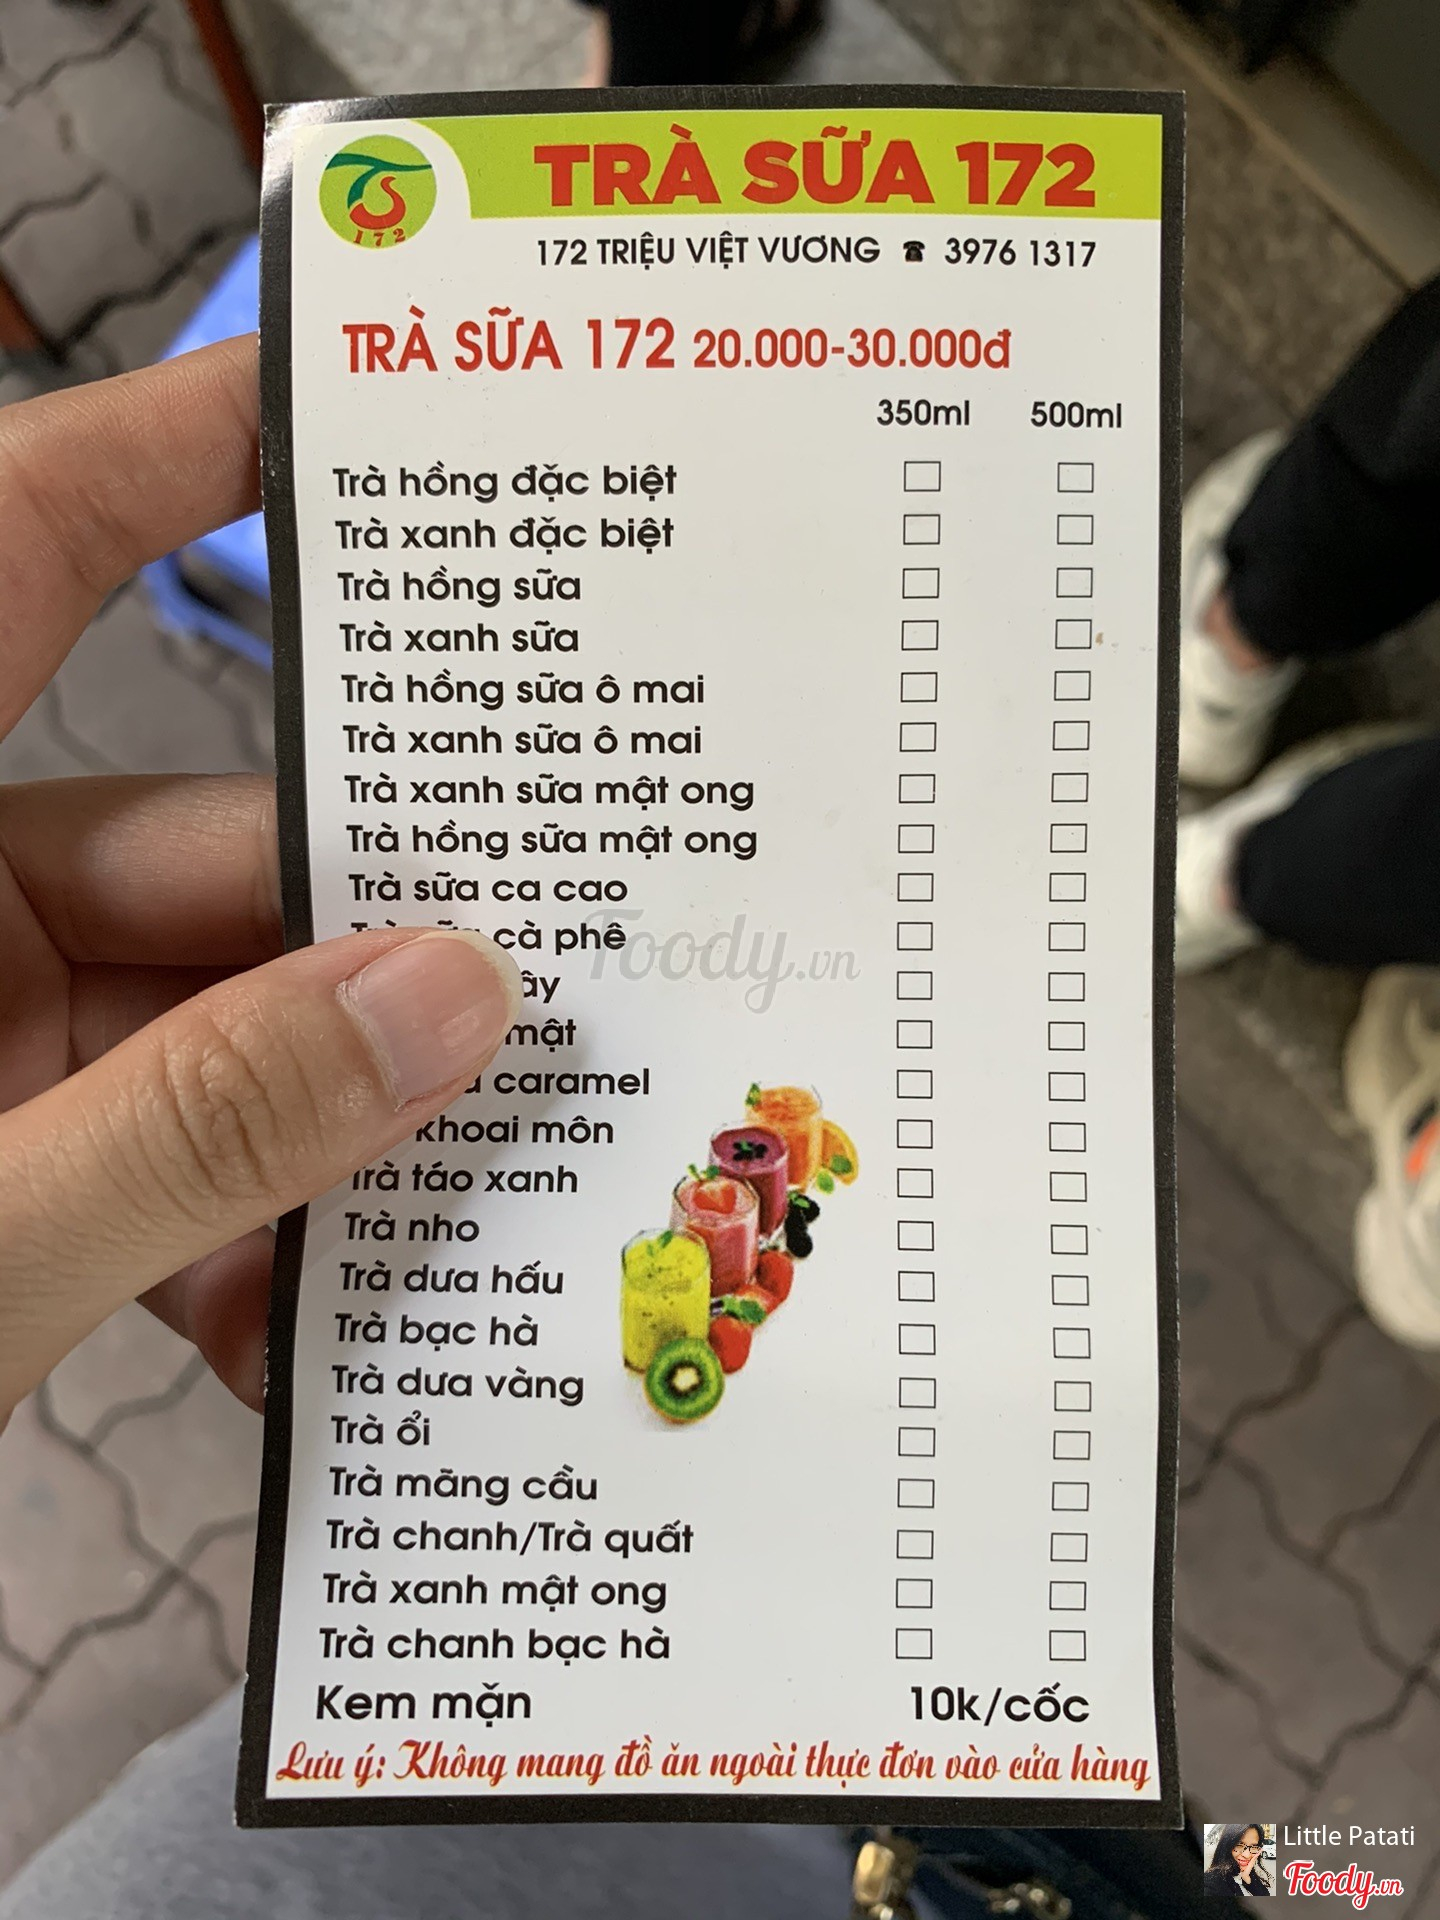 TRÀ SỮA 172
172
172 TRIỆU VIỆT VƯƠNG ☎ 3976 1317
TRÀ SỮA 172 20.000-30.000đ
350ml 500ml
Trà hồng đặc biệt
Trà xanh đặc biệt
Trà hồng sữa
Trà xanh sữa
Trà hồng sữa ô mai
Trà xanh sữa ô mai
Trà xanh sữa mật ong
Trà hồng sữa mật ong
Trà sữa ca cao
cà phê
mật
caramel
khoai môn
Trà táo xanh
Trà nho
Trà dưa hấu
Trà bạc hà
Trà dưa vàng
Trà ổi
Trà mãng cầu
Trà chanh/Trà quất
Trà xanh mật ong
Trà chanh bạc hà
Kem mặn 10k/cốc
Lưu ý: Không mang đồ ăn ngoài thực đơn vào cửa hàng
Foody.vn
Little Patati
Foody.vn